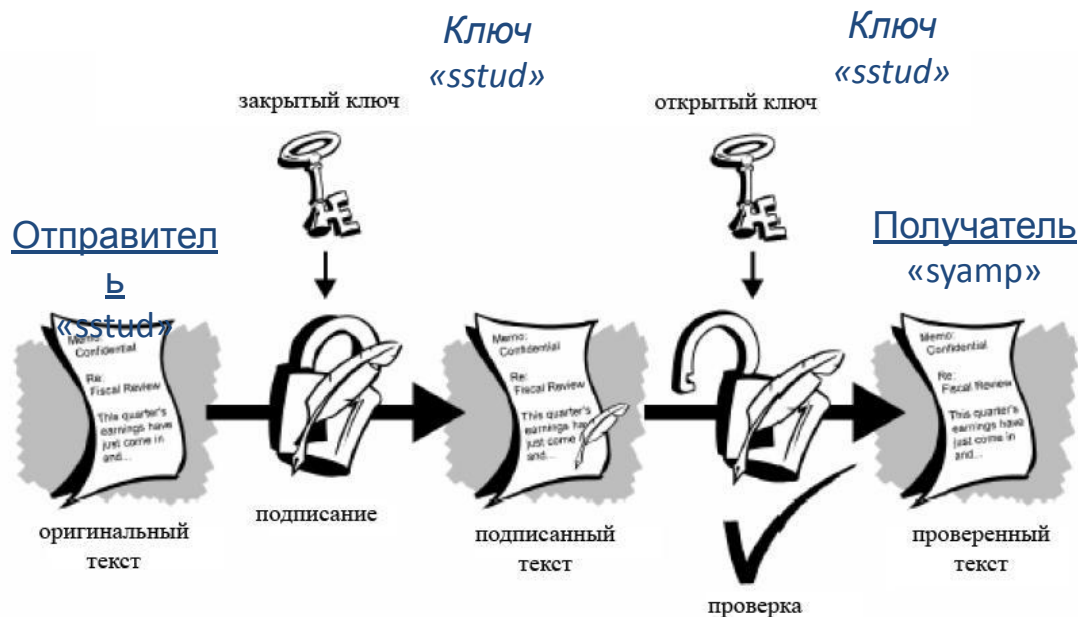 Ключ
«sstud»
Ключ
«sstud»
закрытый ключ
открытый ключ
Отправител
ь
«sstud»
Получатель
«syamp»
Memo:
Confidential
Re:
Fiscal Review
This quarter's
earnings have
just come in
and...
Memo:
Confidential
Re:
Fiscal Review
This quarter's
earnings have
just come in
and...
Memo:
Confidential
Re:
Fiscal Review
This quarter's
earnings have
just come in
and...
оригинальный
текст
подписание
подписанный
текст
проверка
проверенный
текст